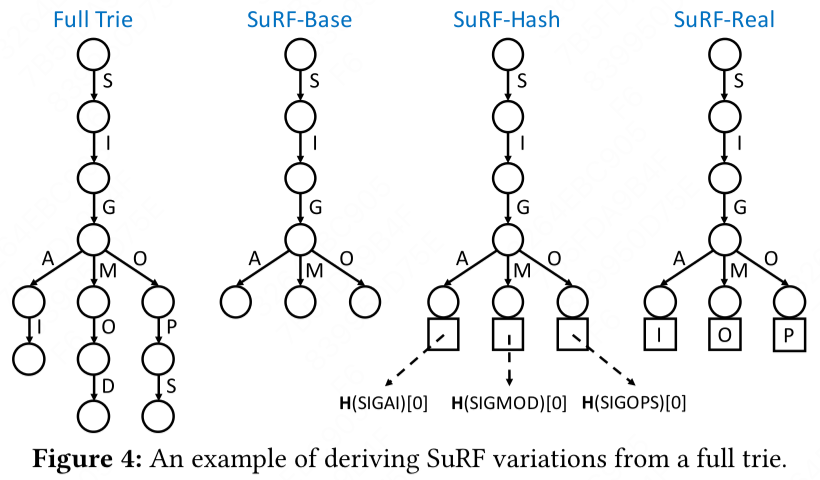 Full Trie SuRF-Base SuRF-Hash SuRF-Real
S S S S
I I I I
G G G G
A M O A M O A M O A M O
I O P I O P
D S
H(SIGAI)[0] H(SIGMOD)[0] H(SIGOPS)[0]
Figure 4: An example of deriving SuRF variations from a full trie.